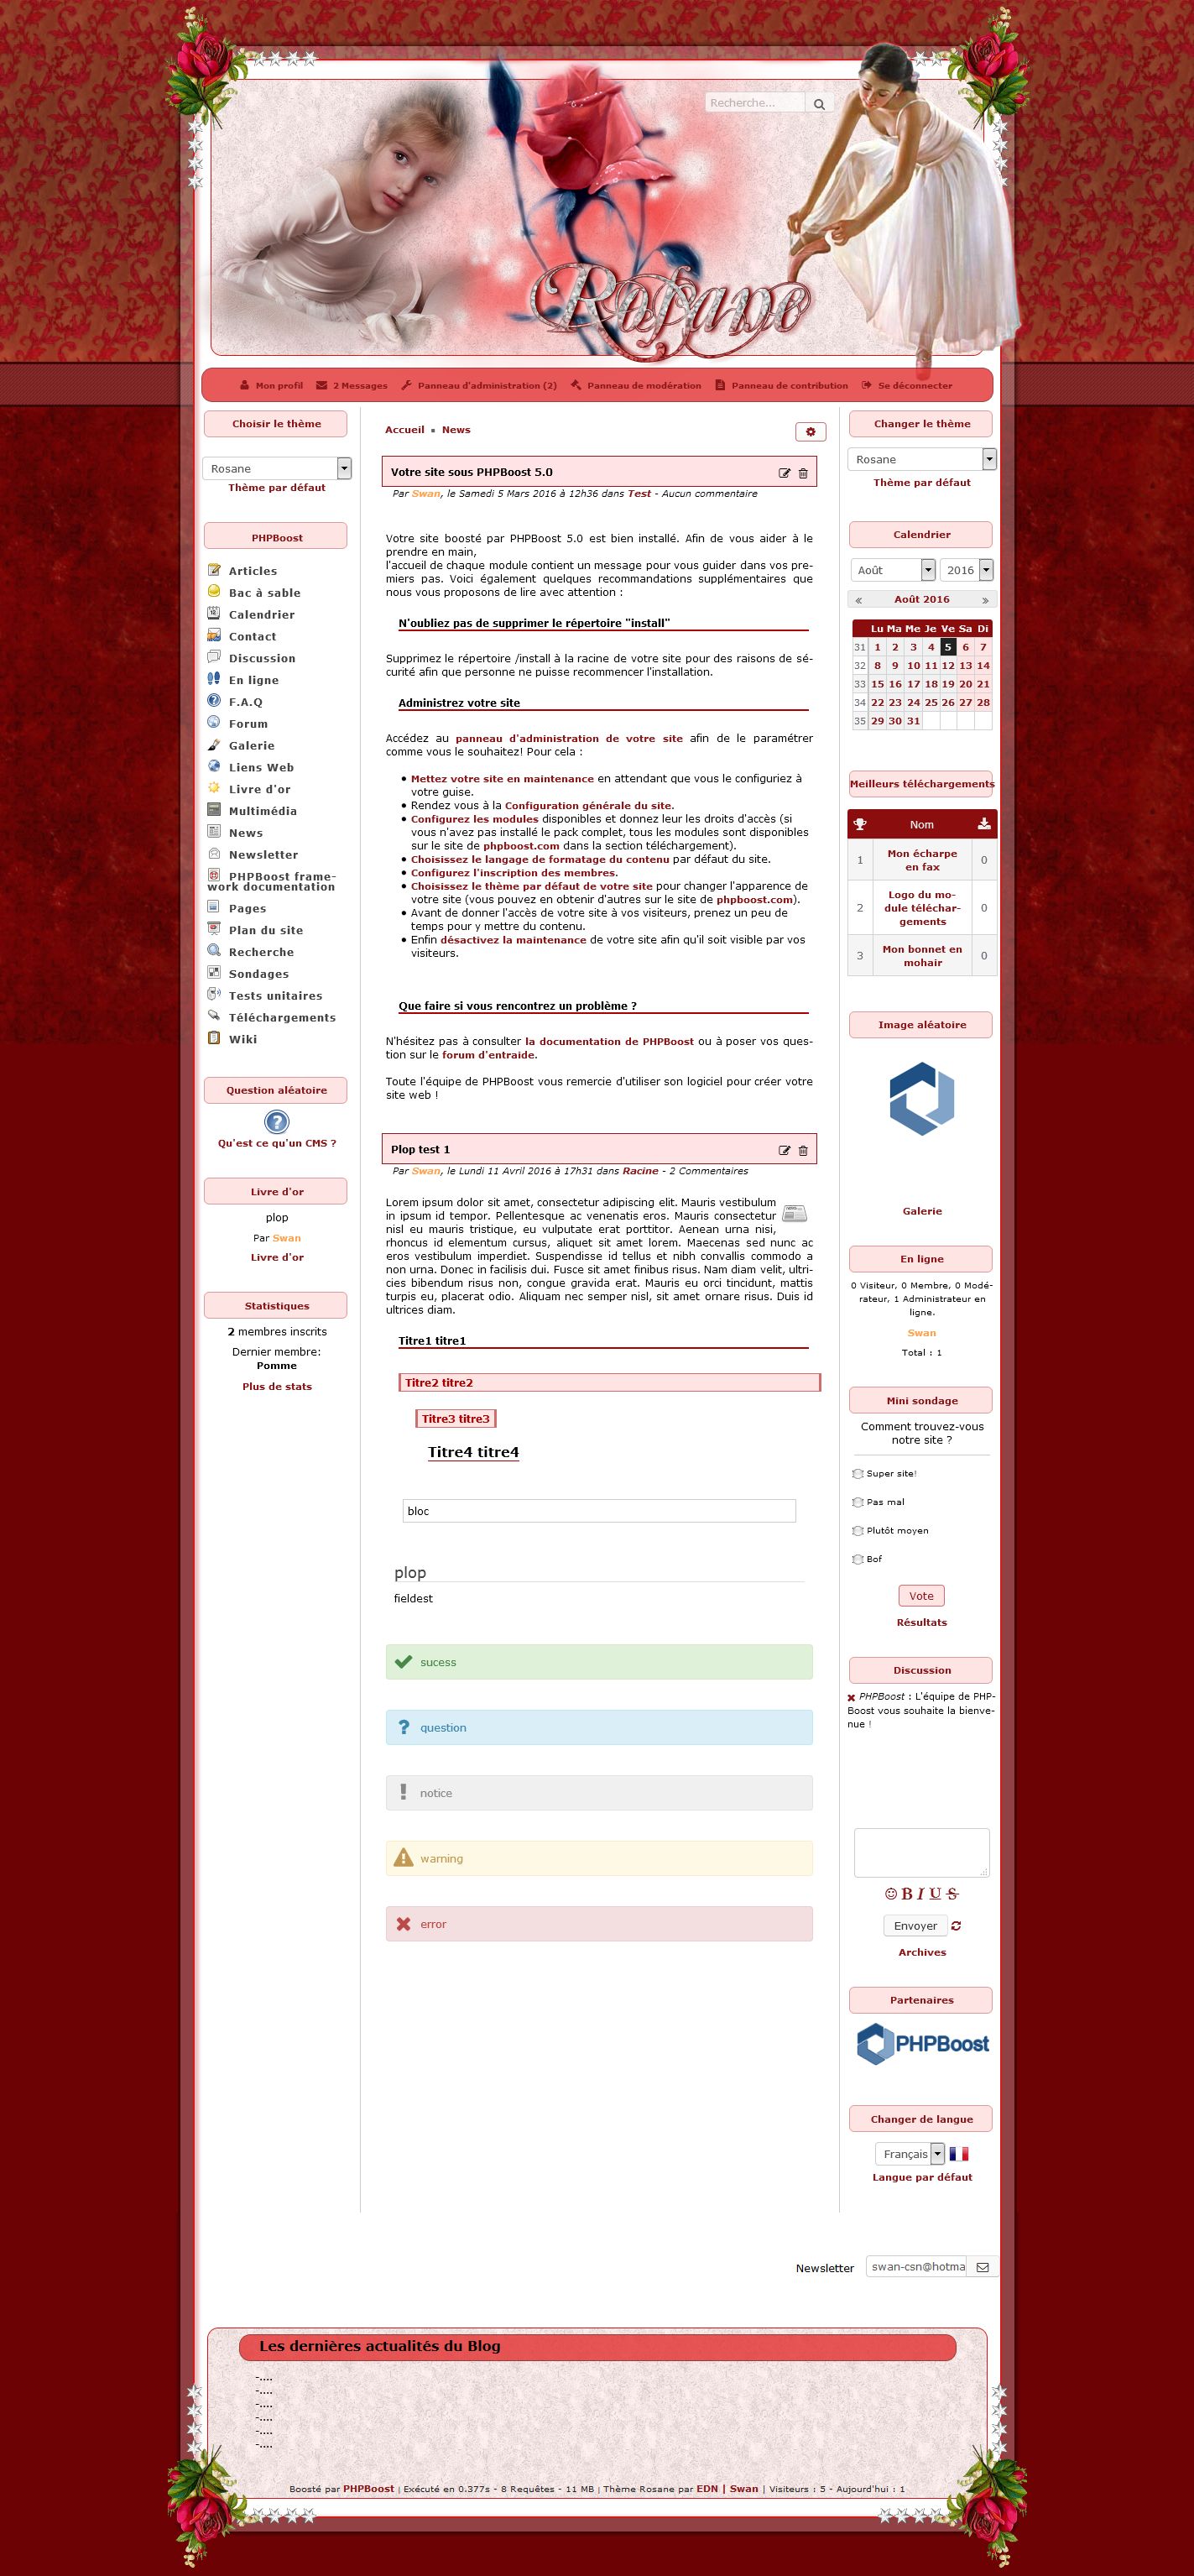 Recherche...
Rosane
Mon profil 2 Messages Panneau d'administration (2) Panneau de modération Panneau de contribution Se déconnecter
Choisir le thème
Rosane
Thème par défaut
PHPBoost
Articles
Bac à sable
Calendrier
Contact
Discussion
En ligne
F.A.Q
Forum
Galerie
Liens Web
Livre d'or
Multimédia
News
Newsletter
PHPBoost frame-
work documentation
Pages
Plan du site
Recherche
Sondages
Tests unitaires
Téléchargements
Wiki
Question aléatoire
Qu'est ce qu'un CMS ?
Livre d'or
plop
Par Swan
Livre d'or
Statistiques
2 membres inscrits
Dernier membre:
Pomme
Plus de stats
Accueil ▪ News
Votre site sous PHPBoost 5.0
Par Swan, le Samedi 5 Mars 2016 à 12h36 dans Test - Aucun commentaire
Votre site boosté par PHPBoost 5.0 est bien installé. Afin de vous aider à le
prendre en main,
l'accueil de chaque module contient un message pour vous guider dans vos pre-
miers pas. Voici également quelques recommandations supplémentaires que
nous vous proposons de lire avec attention :
N'oubliez pas de supprimer le répertoire "install"
Supprimez le répertoire /install à la racine de votre site pour des raisons de sé-
curité afin que personne ne puisse recommencer l'installation.
Administrez votre site
Accédez au panneau d'administration de votre site afin de le paramétrer
comme vous le souhaitez! Pour cela :
• Mettez votre site en maintenance en attendant que vous le configuriez à
votre guise.
• Rendez vous à la Configuration générale du site.
• Configurez les modules disponibles et donnez leur les droits d'accès (si
vous n'avez pas installé le pack complet, tous les modules sont disponibles
sur le site de phpboost.com dans la section téléchargement).
• Choisissez le langage de formatage du contenu par défaut du site.
• Configurez l'inscription des membres.
• Choisissez le thème par défaut de votre site pour changer l'apparence de
votre site (vous pouvez en obtenir d'autres sur le site de phpboost.com).
• Avant de donner l'accès de votre site à vos visiteurs, prenez un peu de
temps pour y mettre du contenu.
• Enfin désactivez la maintenance de votre site afin qu'il soit visible par vos
visiteurs.
Que faire si vous rencontrez un problème ?
N'hésitez pas à consulter la documentation de PHPBoost ou à poser vos ques-
tion sur le forum d'entraide.
Toute l'équipe de PHPBoost vous remercie d'utiliser son logiciel pour créer votre
site web !
Plop test 1
Par Swan, le Lundi 11 Avril 2016 à 17h31 dans Racine - 2 Commentaires
Lorem ipsum dolor sit amet, consectetur adipiscing elit. Mauris vestibulum
in ipsum id tempor. Pellentesque ac venenatis eros. Mauris consectetur
nisl eu mauris tristique, eu vulputate erat porttitor. Aenean urna nisi,
rhoncus id elementum cursus, aliquet sit amet lorem. Maecenas sed nunc ac
eros vestibulum imperdiet. Suspendisse id tellus et nibh convallis commodo a
non urna. Donec in facilisis dui. Fusce sit amet finibus risus. Nam diam velit, ultri-
cies bibendum risus non, congue gravida erat. Mauris eu orci tincidunt, mattis
turpis eu, placerat odio. Aliquam nec semper nisl, sit amet ornare risus. Duis id
ultrices diam.
Titre1 titre1
Titre2 titre2
Titre3 titre3
Titre4 titre4
bloc
plop
fieldest
sucess
question
notice
warning
error
Changer le thème
Rosane
Thème par défaut
Calendrier
Août 2016
« Août 2016 »
Lu Ma Me Je Ve Sa Di
31 1 2 3 4 5 6 7
32 8 9 10 11 12 13 14
33 15 16 17 18 19 20 21
34 22 23 24 25 26 27 28
35 29 30 31
Meilleurs téléchargements
Nom
1 Mon écharpe en fax 0
2 Logo du mo-
dule téléchar-
gements 0
3 Mon bonnet en
mohair 0
Image aléatoire
Galerie
En ligne
0 Visiteur, 0 Membre, 0 Modé-
rateur, 1 Administrateur en
ligne.
Swan
Total : 1
Mini sondage
Comment trouvez-vous
notre site ?
Super site!
Pas mal
Plutôt moyen
Bof
Vote
Résultats
Discussion
PHPBoost : L'équipe de PHP-
Boost vous souhaite la bienve-
nue !
B I U S
Envoyer
Archives
Partenaires
PHPBoost
Changer de langue
Français
Langue par défaut
Newsletter swan-csn@hotma
Les dernières actualités du Blog
-....
-....
-....
-....
-....
-....
Boosté par PHPBoost | Exécuté en 0.377s - 8 Requêtes - 11 MB | Thème Rosane par EDN | Swan | Visiteurs : 5 - Aujourd'hui : 1